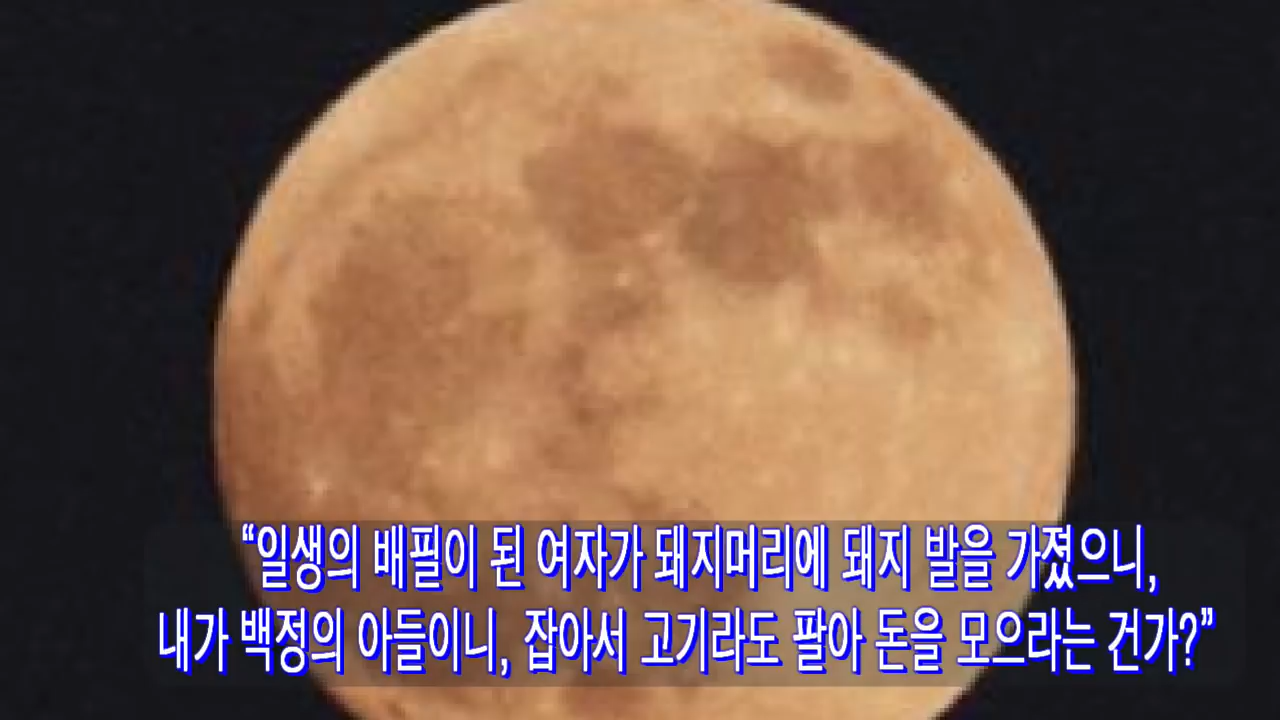 “일생의 배필이 된 여자가 돼지머리에 돼지 발을 가졌으니,
내가 백정의 아들이니, 잡아서 고기라도 팔아 돈을 모으라는 건가?”